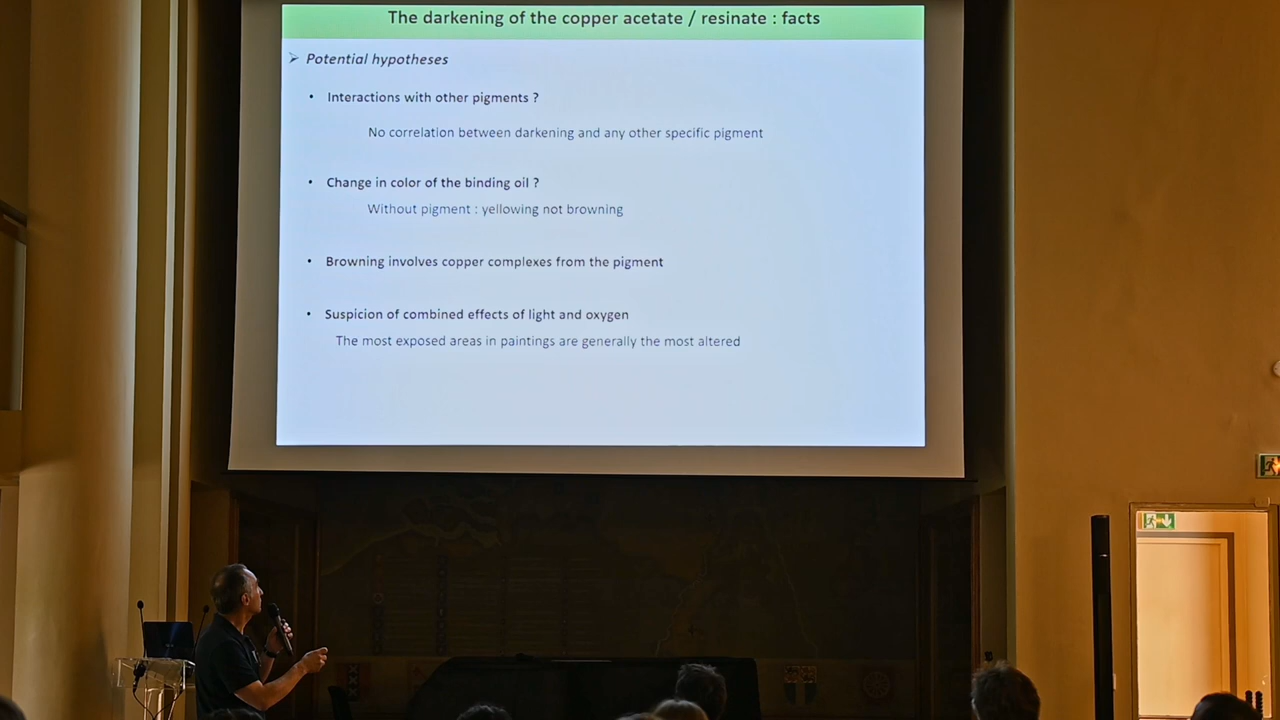 The darkening of the copper acetate / resinate : facts
Potential hypotheses
Interactions with other pigments ?
No correlation between darkening and any other specific pigment
Change in color of the binding oil ?
Without pigment : yellowing not browning
Browning involves copper complexes from the pigment
Suspicion of combined effects of light and oxygen
The most exposed areas in paintings are generally the most altered